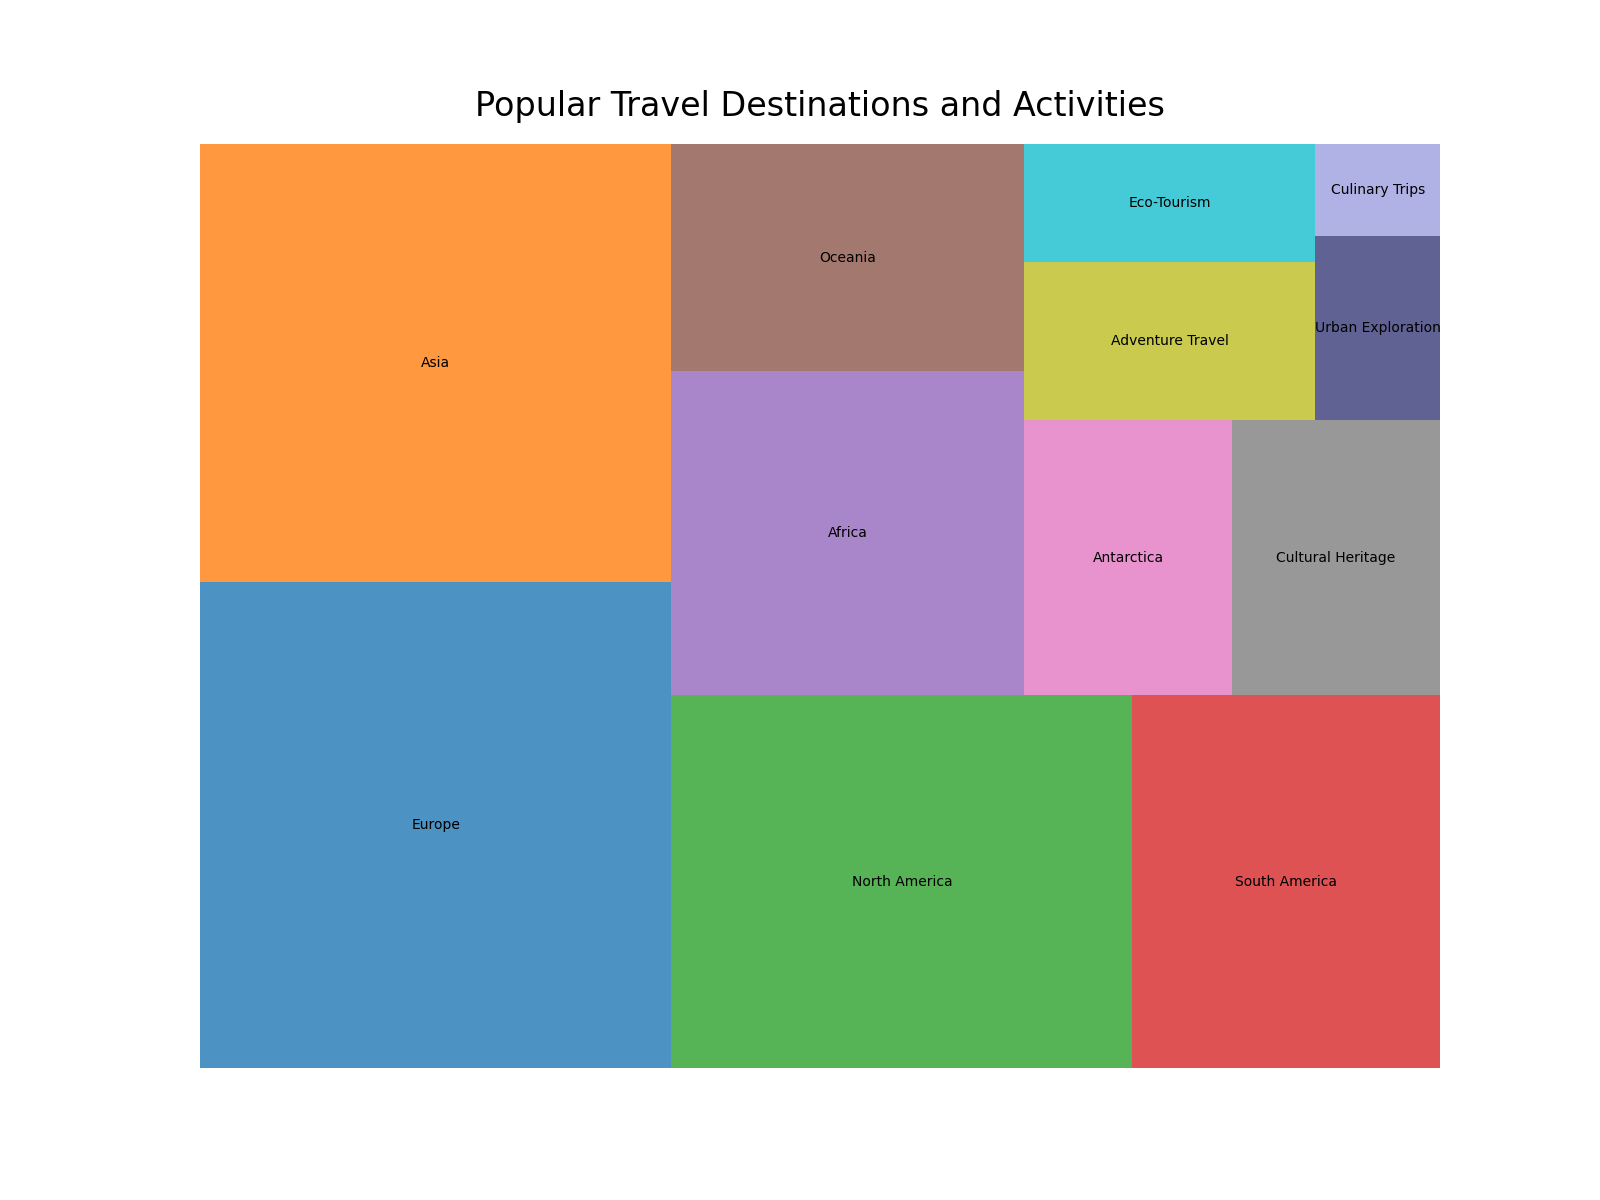 Popular Travel Destinations and Activities
Asia
Europe
Oceania
Africa
North America
South America
Eco-Tourism
Adventure Travel
Culinary Trips
Urban Exploration
Antarctica
Cultural Heritage